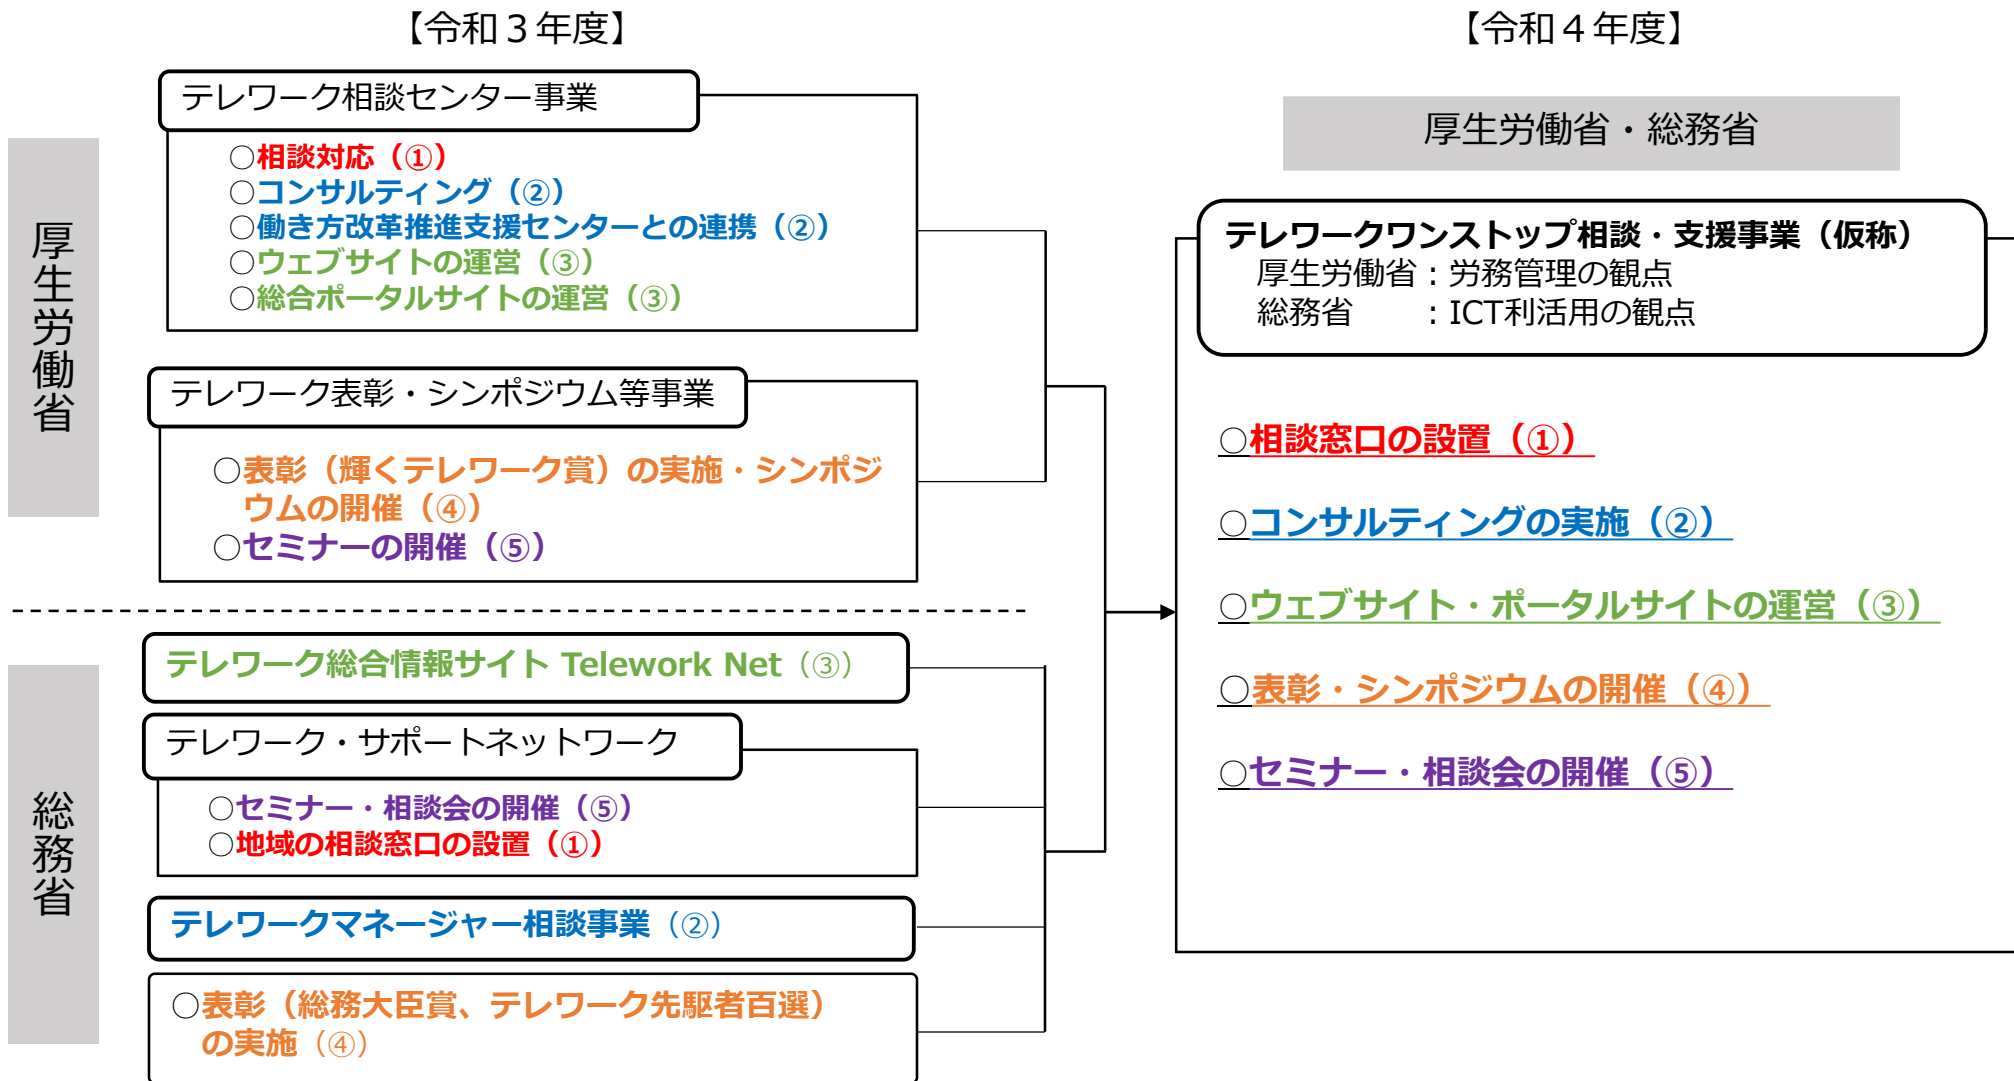 【令和３年度】
厚生労働省
テレワーク相談センター事業
○相談対応（①）
○コンサルティング（②）
○働き方改革推進支援センターとの連携（②）
○ウェブサイトの運営（③）
○総合ポータルサイトの運営（③）
テレワーク表彰・シンポジウム等事業
○表彰（輝くテレワーク賞）の実施・シンポジ
ウムの開催（④）
○セミナーの開催（⑤）
総務省
テレワーク総合情報サイト Telework Net（③）
テレワーク・サポートネットワーク
○セミナー・相談会の開催（⑤）
○地域の相談窓口の設置（①）
テレワークマネージャー相談事業（②）
○表彰（総務大臣賞、テレワーク先駆者百選）
の実施（④）
【令和４年度】
厚生労働省・総務省
テレワークワンストップ相談・支援事業（仮称）
厚生労働省：労務管理の観点
総務省　　：ICT利活用の観点
○相談窓口の設置（①）
○コンサルティングの実施（②）
○ウェブサイト・ポータルサイトの運営（③）
○表彰・シンポジウムの開催（④）
○セミナー・相談会の開催（⑤）